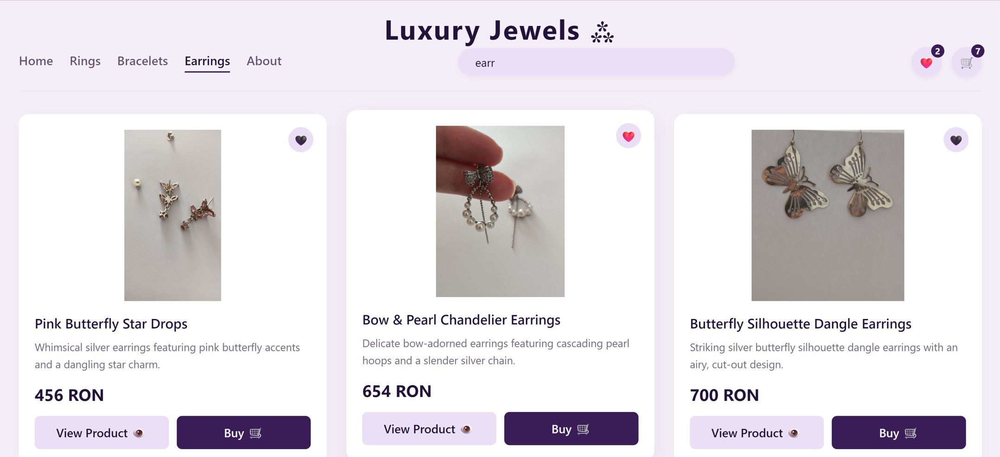 Luxury Jewels ⁂
Home Rings Bracelets Earrings About
earr
2
7
Pink Butterfly Star Drops
Whimsical silver earrings featuring pink butterfly accents
and a dangling star charm.
456 RON
View Product 👁️ Buy 🛒
Bow & Pearl Chandelier Earrings
Delicate bow-adorned earrings featuring cascading pearl
hoops and a slender silver chain.
654 RON
View Product 👁️ Buy 🛒
Butterfly Silhouette Dangle Earrings
Striking silver butterfly silhouette dangle earrings with an
airy, cut-out design.
700 RON
View Product 👁️ Buy 🛒